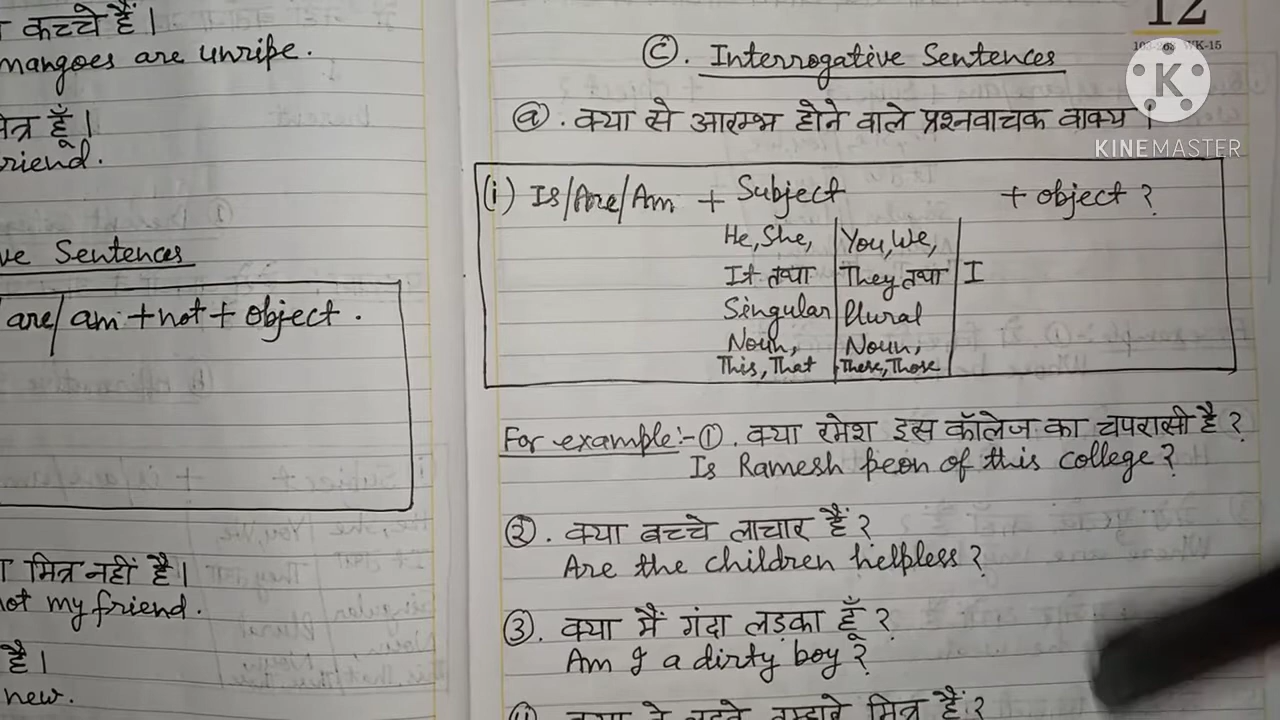 कच्चे हैं।
mangoes are unripe.
मित्र हूँ।
friend.
ve Sentences
are/am + not + object.
मित्र नहीं है।
not my friend.
है।
new.
12
KINEMASTER
©. Interrogative Sentences
ⓐ. क्या से आरम्भ होने वाले प्रश्नवाचक वाक्य।
(i) Is/Are/Am + Subject + object?
He, She, | You, We,
It तथा | They तथा | I
Singular | Plural
Noun, | Noun,
This, That | These, Those
For example:- ①. क्या रमेश इस कॉलेज का चपरासी है?
Is Ramesh peon of this college?
②. क्या बच्चे लाचार हैं?
Are the children helpless?
③. क्या मैं गंदा लड़का हूँ?
Am I a dirty boy?
क्या वे लड़के तुम्हारे मित्र हैं?